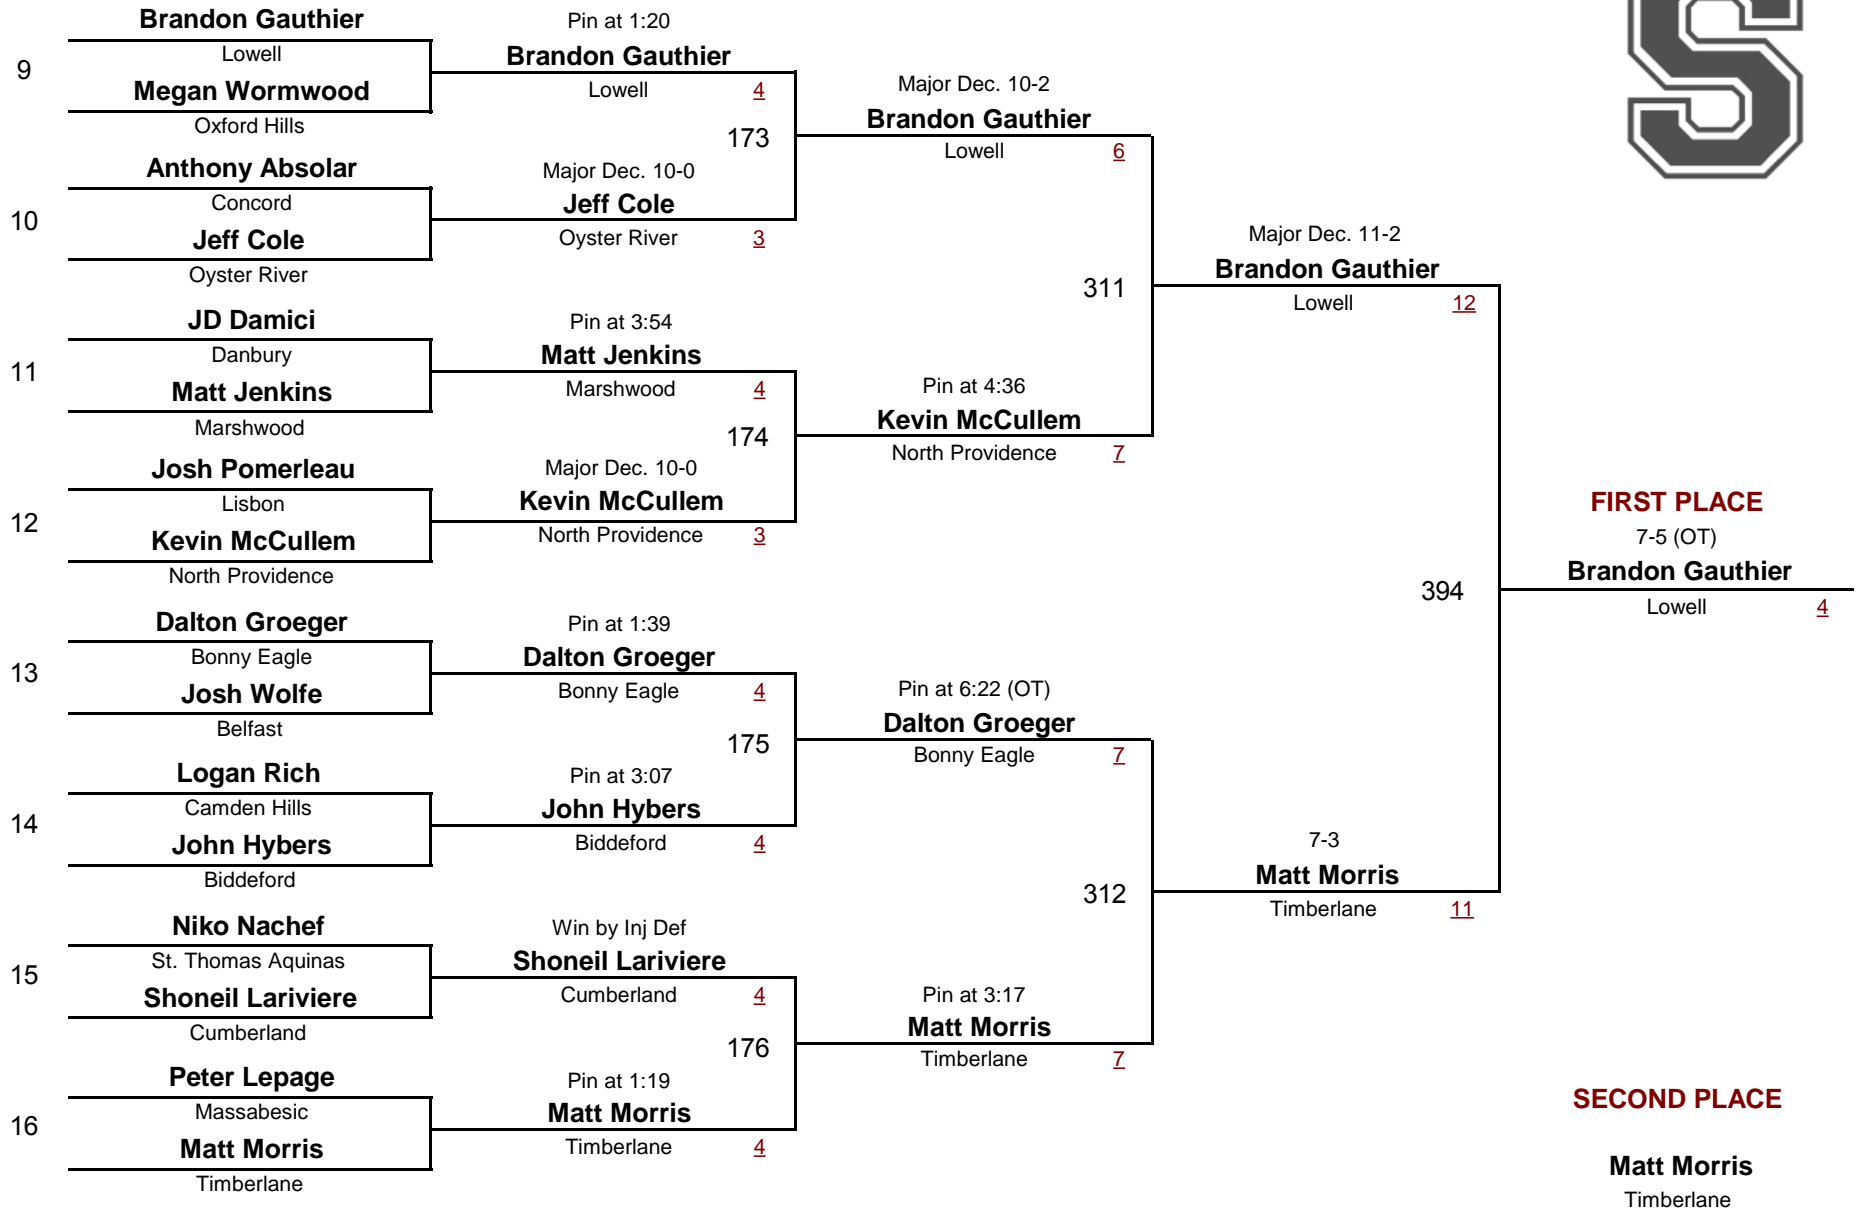 Brandon Gauthier
9
Lowell
Megan Wormwood
Oxford Hills
Anthony Absolar
10
Concord
Jeff Cole
Oyster River
JD Damici
11
Danbury
Matt Jenkins
Marshwood
Josh Pomerleau
12
Lisbon
Kevin McCullem
North Providence
Dalton Groeger
13
Bonny Eagle
Josh Wolfe
Belfast
Logan Rich
14
Camden Hills
John Hybers
Biddeford
Niko Nachef
15
St. Thomas Aquinas
Shoneil Lariviere
Cumberland
Peter Lepage
16
Massabesic
Matt Morris
Timberlane
Pin at 1:20
Brandon Gauthier
Lowell 4
173
Major Dec. 10-0
Jeff Cole
Oyster River 3
Pin at 3:54
Matt Jenkins
Marshwood 4
174
Major Dec. 10-0
Kevin McCullem
North Providence 3
Pin at 1:39
Dalton Groeger
Bonny Eagle 4
175
Pin at 3:07
John Hybers
Biddeford 4
Win by Inj Def
Shoneil Lariviere
Cumberland 4
176
Pin at 1:19
Matt Morris
Timberlane 4
Major Dec. 10-2
Brandon Gauthier
Lowell 6
311
Pin at 4:36
Kevin McCullem
North Providence 7
Pin at 6:22 (OT)
Dalton Groeger
Bonny Eagle 7
312
Pin at 3:17
Matt Morris
Timberlane 7
Major Dec. 11-2
Brandon Gauthier
Lowell 12
394
7-3
Matt Morris
Timberlane 11
S
FIRST PLACE
7-5 (OT)
Brandon Gauthier
Lowell 4
SECOND PLACE
Matt Morris
Timberlane